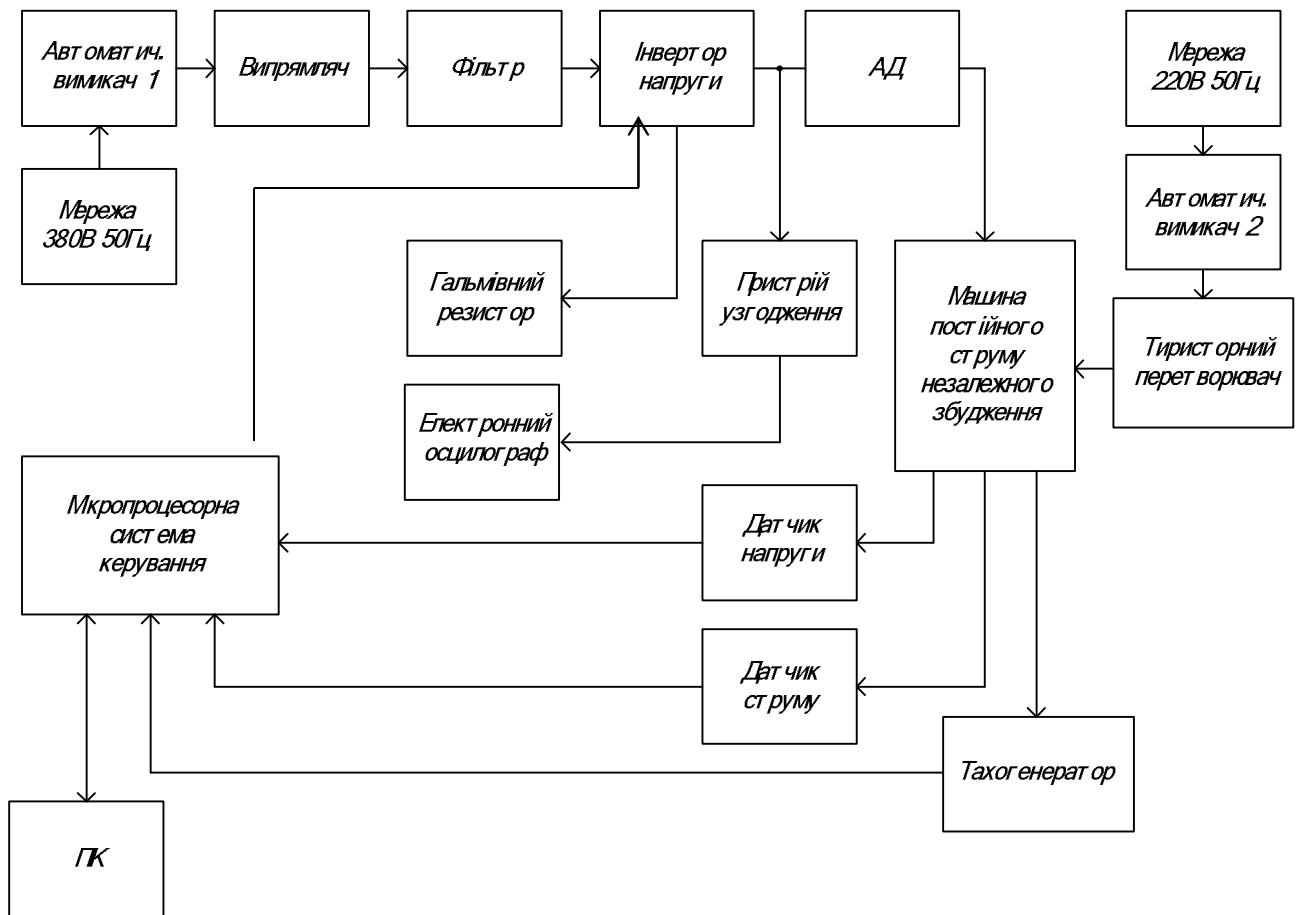 Автоматич.
вимикач 1
Випрямляч
Фільтр
Інвертор
напруги
АД
Мережа
220В 50Гц
Мережа
380В 50Гц
Автоматич.
вимикач 2
Гальмівний
резистор
Пристрій
узгодження
Машина
постійного
струму
незалежного
збудження
Тиристорний
перетворювач
Електронний
осцилограф
Мкропроцесорна
система
керування
Датчик
напруги
Датчик
струму
Тахогенератор
ПК